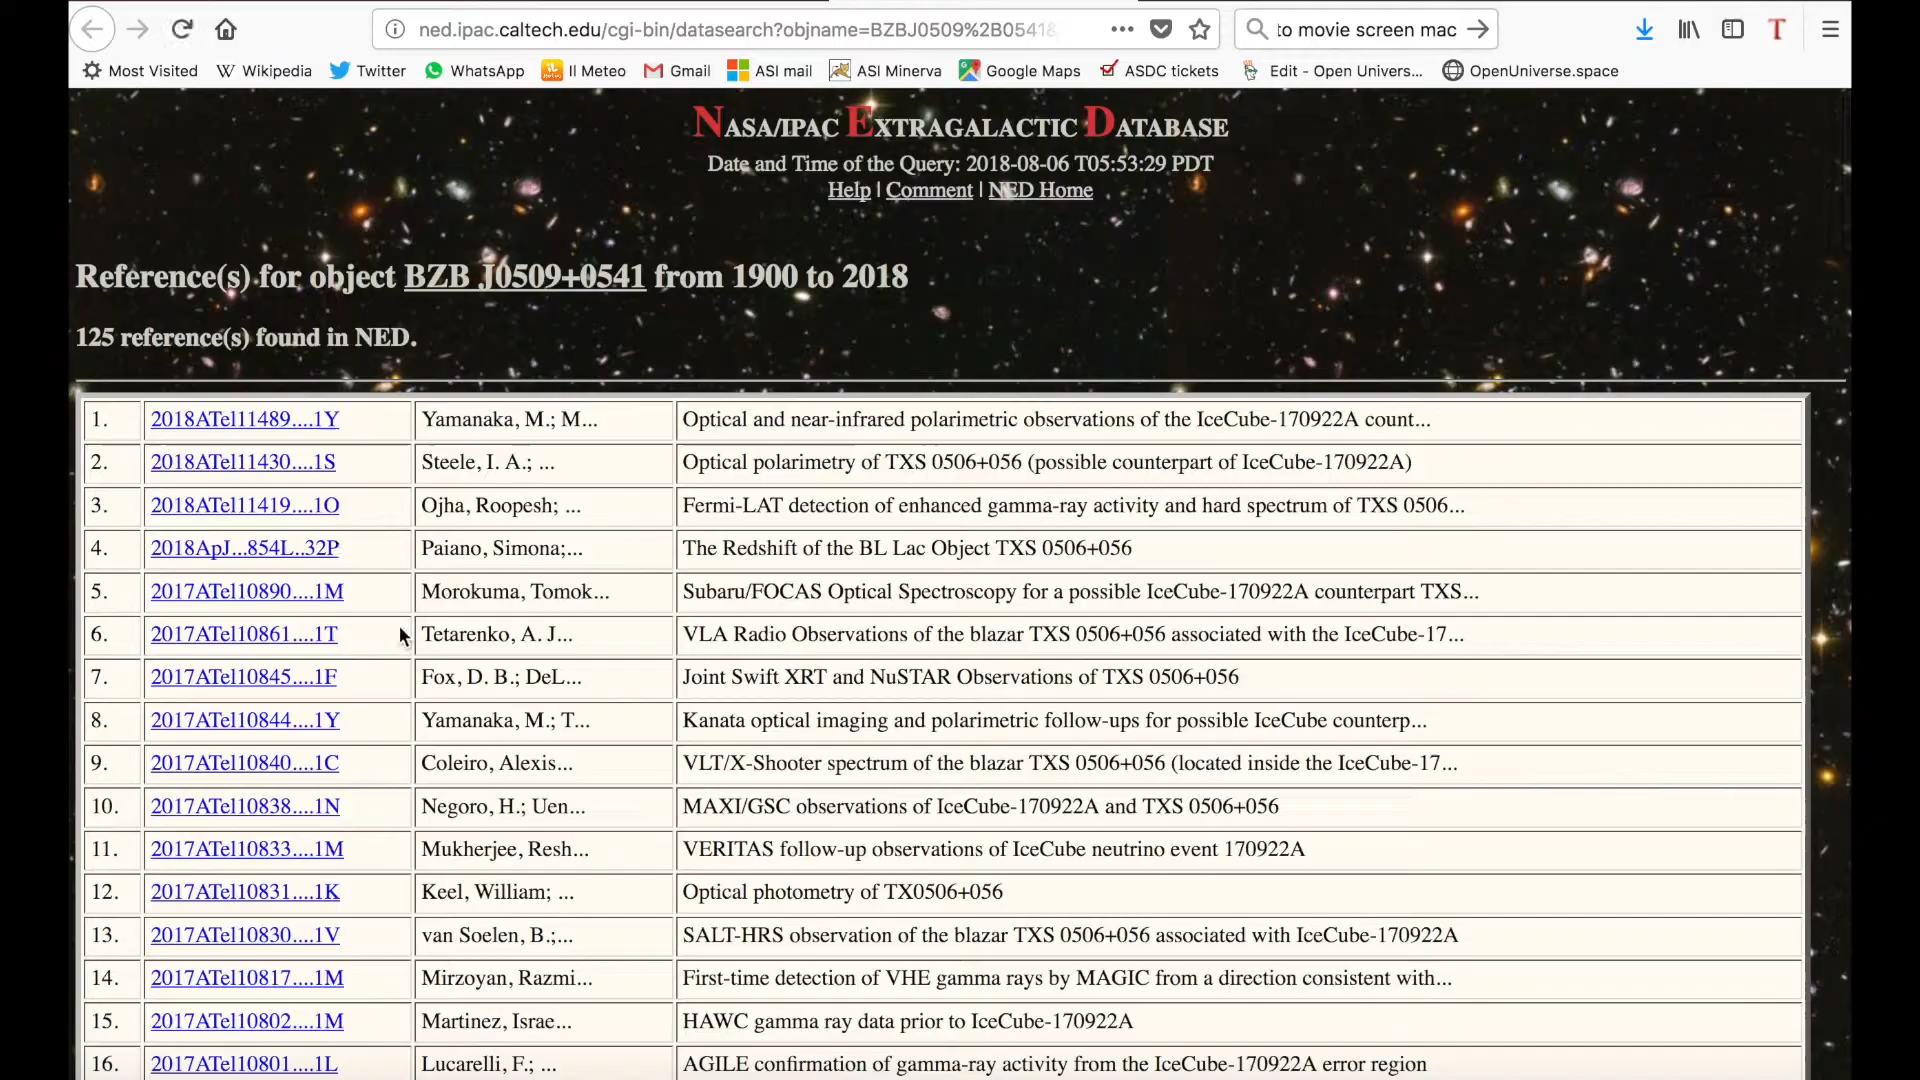 ned.ipac.caltech.edu/cgi-bin/datasearch?objname=BZBJ0509%2B0541& to movie screen mac
Most Visited Wikipedia Twitter WhatsApp Il Meteo Gmail ASI mail ASI Minerva Google Maps ASDC tickets Edit - Open Univers... OpenUniverse.space
NASA/IPAC EXTRAGALACTIC DATABASE
Date and Time of the Query: 2018-08-06 T05:53:29 PDT
Help | Comment | NED Home
Reference(s) for object BZB J0509+0541 from 1900 to 2018
125 reference(s) found in NED.
1. 2018ATel11489....1Y Yamanaka, M.; M... Optical and near-infrared polarimetric observations of the IceCube-170922A count...
2. 2018ATel11430....1S Steele, I. A.; ... Optical polarimetry of TXS 0506+056 (possible counterpart of IceCube-170922A)
3. 2018ATel11419....1O Ojha, Roopesh; ... Fermi-LAT detection of enhanced gamma-ray activity and hard spectrum of TXS 0506...
4. 2018ApJ...854L..32P Paiano, Simona;... The Redshift of the BL Lac Object TXS 0506+056
5. 2017ATel10890....1M Morokuma, Tomok... Subaru/FOCAS Optical Spectroscopy for a possible IceCube-170922A counterpart TXS...
6. 2017ATel10861....1T Tetarenko, A. J... VLA Radio Observations of the blazar TXS 0506+056 associated with the IceCube-17...
7. 2017ATel10845....1F Fox, D. B.; DeL... Joint Swift XRT and NuSTAR Observations of TXS 0506+056
8. 2017ATel10844....1Y Yamanaka, M.; T... Kanata optical imaging and polarimetric follow-ups for possible IceCube counterp...
9. 2017ATel10840....1C Coleiro, Alexis... VLT/X-Shooter spectrum of the blazar TXS 0506+056 (located inside the IceCube-17...
10. 2017ATel10838....1N Negoro, H.; Uen... MAXI/GSC observations of IceCube-170922A and TXS 0506+056
11. 2017ATel10833....1M Mukherjee, Resh... VERITAS follow-up observations of IceCube neutrino event 170922A
12. 2017ATel10831....1K Keel, William; ... Optical photometry of TX0506+056
13. 2017ATel10830....1V van Soelen, B.;... SALT-HRS observation of the blazar TXS 0506+056 associated with IceCube-170922A
14. 2017ATel10817....1M Mirzoyan, Razmi... First-time detection of VHE gamma rays by MAGIC from a direction consistent with...
15. 2017ATel10802....1M Martinez, Israe... HAWC gamma ray data prior to IceCube-170922A
16. 2017ATel10801....1L Lucarelli, F.; ... AGILE confirmation of gamma-ray activity from the IceCube-170922A error region